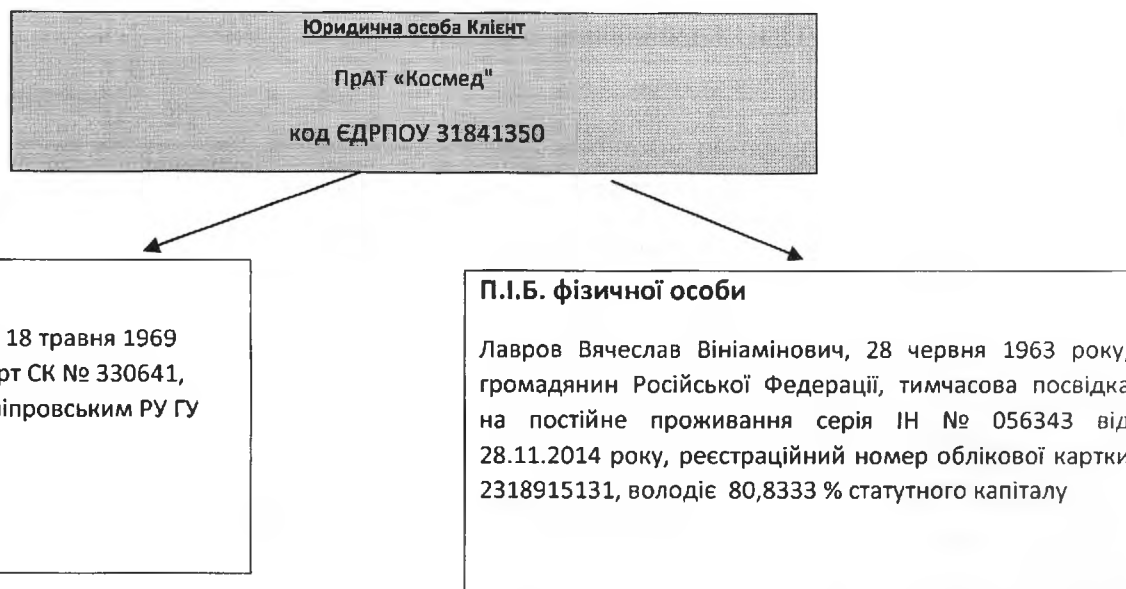 Юридична особа Клієнт
ПрАТ «Космед"
код ЄДРПОУ 31841350
18 травня 1969
рт СК № 330641,
ніпровським РУ ГУ
П.І.Б. фізичної особи
Лавров Вячеслав Вініамінович, 28 червня 1963 року,
громадянин Російської Федерації, тимчасова посвідка
на постійне проживання серія ІН № 056343 від
28.11.2014 року, реєстраційний номер облікової картки
2318915131, володіє 80,8333 % статутного капіталу